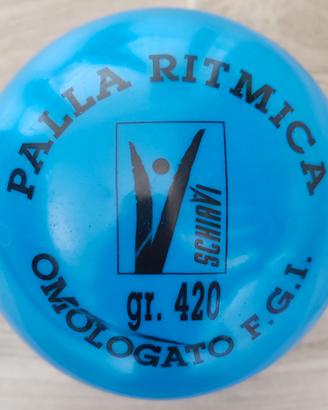 PALLA RITMICA
SCHIAVI
gr. 420
OMOLOGATO F.G.I.